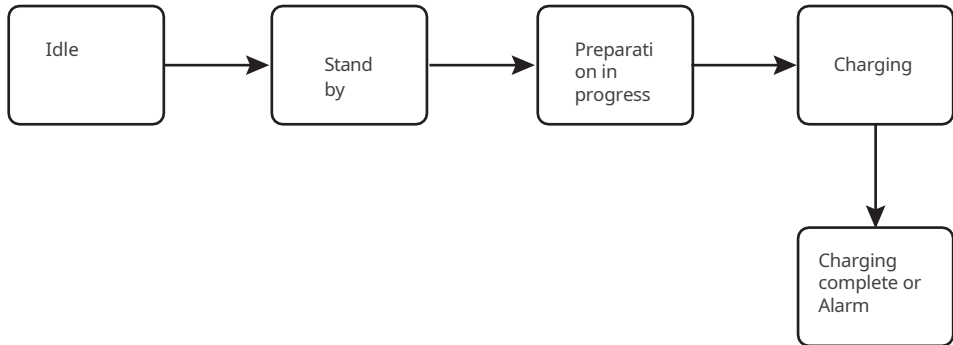 Idle
Stand
by
Preparati
on in
progress
Charging
Charging
complete or
Alarm